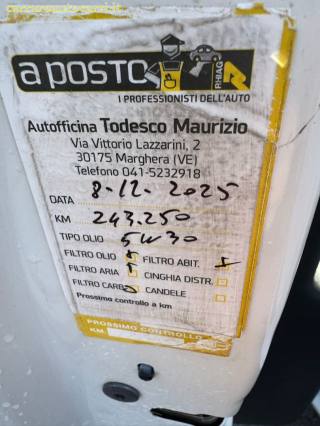 a posto
RHIAG
I PROFESSIONISTI DELL'AUTO
Autofficina Todesco Maurizio
Via Vittorio Lazzarini, 2
30175 Marghera (VE)
Telefono 041-5232918
DATA 8-12-2025
KM 243.250
TIPO OLIO 5W30
FILTRO OLIO FILTRO ABIT.
FILTRO ARIA CINGHIA DISTR.
FILTRO CARB. CANDELE
Prossimo controllo a km
PROSSIMO CONTROLLO
KM.